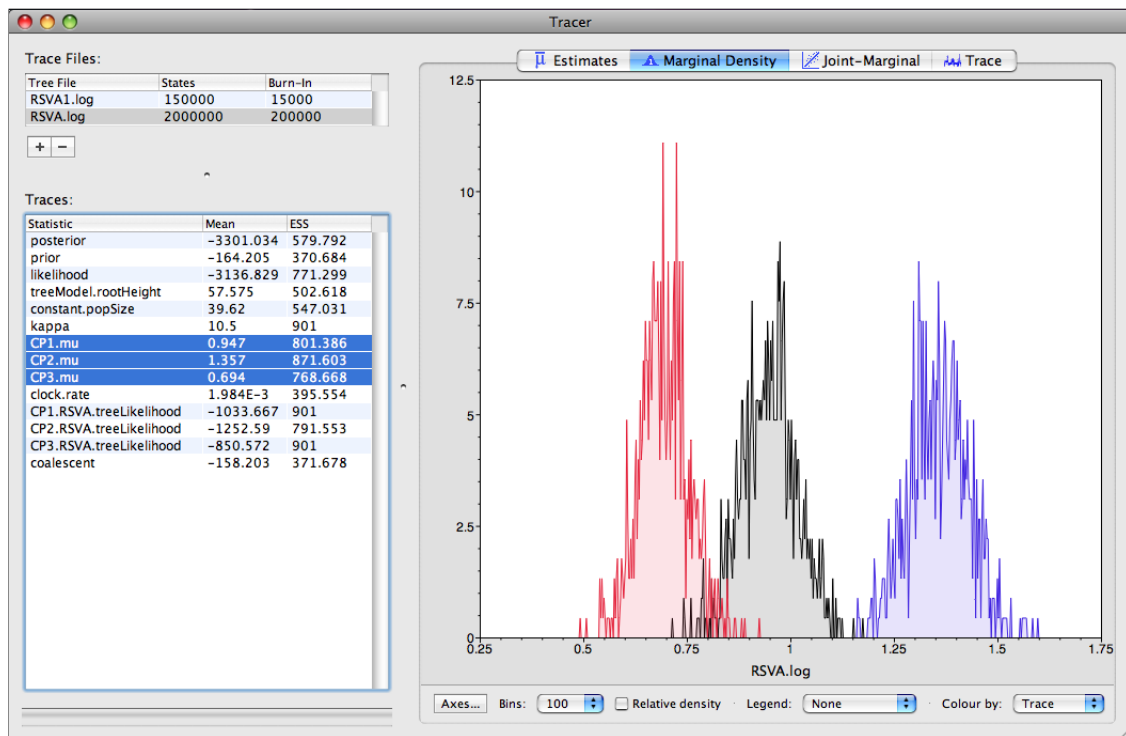 Tracer
Trace Files:
Tree File States Burn-In
RSVA1.log 150000 15000
RSVA.log 2000000 200000
+ −
Traces:
Statistic Mean ESS
posterior -3301.034 579.792
prior -164.205 370.684
likelihood -3136.829 771.299
treeModel.rootHeight 57.575 502.618
constant.popSize 39.62 547.031
kappa 10.5 901
CP1.mu 0.947 801.386
CP2.mu 1.357 871.603
CP3.mu 0.694 768.668
clock.rate 1.984E-3 395.554
CP1.RSVA.treeLikelihood -1033.667 901
CP2.RSVA.treeLikelihood -1252.59 791.553
CP3.RSVA.treeLikelihood -850.572 901
coalescent -158.203 371.678
μ Estimates Marginal Density Joint-Marginal Trace
12.5
10
7.5
5
2.5
0
0.25 0.5 0.75 1 1.25 1.5 1.75
RSVA.log
Axes... Bins: 100 Relative density Legend: None Colour by: Trace